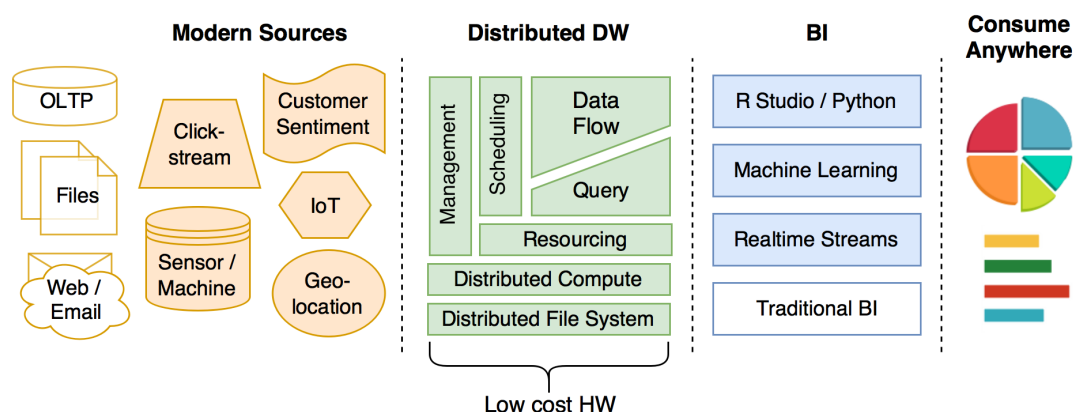 Modern Sources
OLTP
Files
Web /
Email
Click-
stream
Sensor /
Machine
Customer
Sentiment
IoT
Geo-
location
Distributed DW
Management
Scheduling
Data
Flow
Query
Resourcing
Distributed Compute
Distributed File System
Low cost HW
BI
R Studio / Python
Machine Learning
Realtime Streams
Traditional BI
Consume
Anywhere